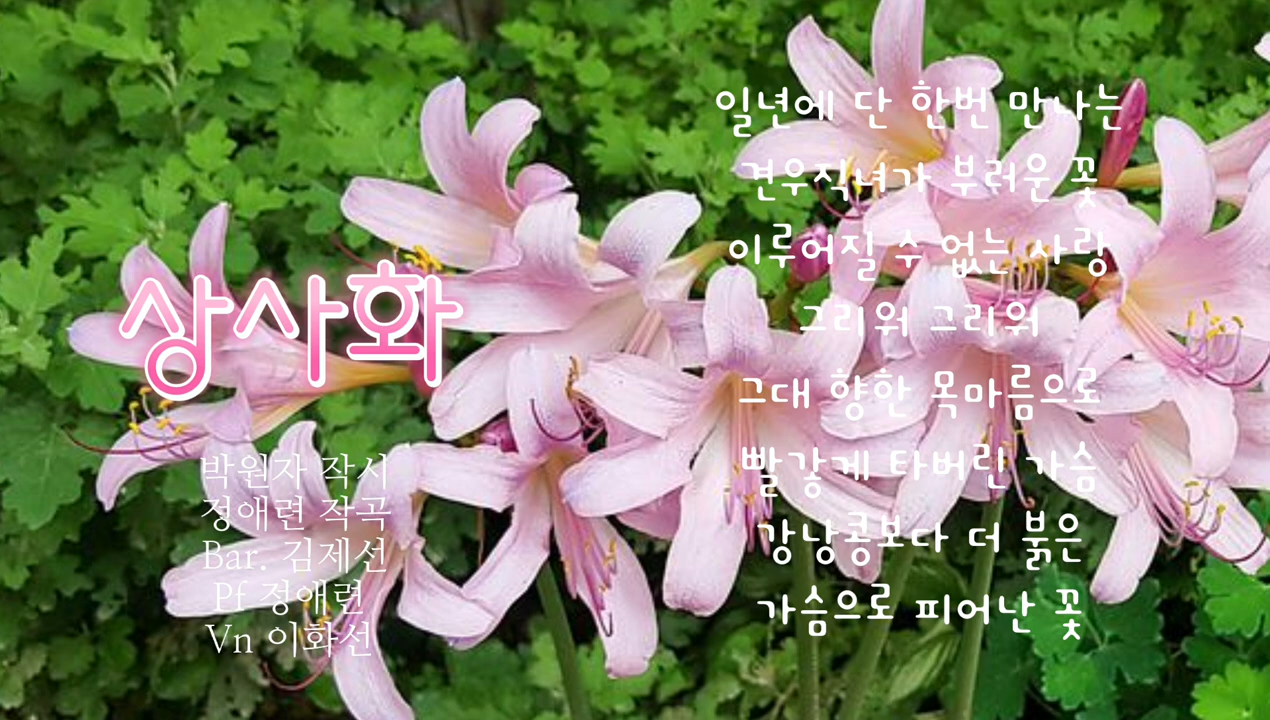 상사화
박원자 작시
정애련 작곡
Bar. 김제선
Pf 정애련
Vn 이화선
일년에 단 한번 만나는
견우직녀가 부러운 꽃
이루어질 수 없는 사랑
그리워 그리워
그대 향한 목마름으로
빨갛게 타버린 가슴
강낭콩보다 더 붉은
가슴으로 피어난 꽃